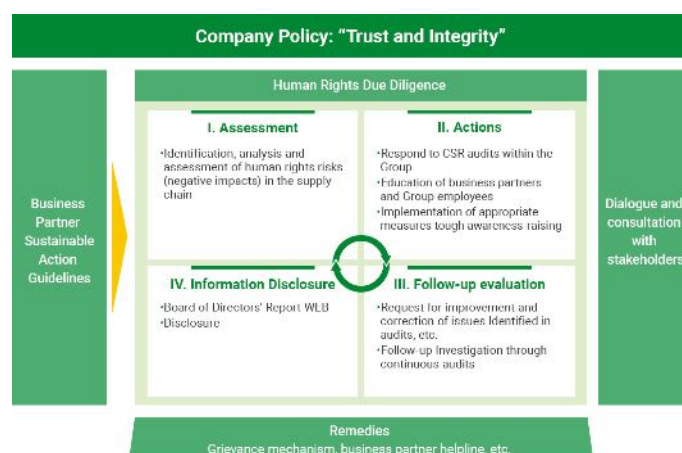 Company Policy: “Trust and Integrity”
Business
Partner
Sustainable
Action
Guidelines
Human Rights Due Diligence
I. Assessment
•Identification, analysis and
assessment of human rights risks
(negative impacts) in the supply
chain
II. Actions
•Respond to CSR audits within the
Group
•Education of business partners
and Group employees
•Implementation of appropriate
measures tough awareness raising
IV. Information Disclosure
•Board of Directors' Report WEB
•Disclosure
III. Follow-up evaluation
•Request for improvement and
correction of issues Identified in
audits, etc.
•Follow-up Investigation through
continuous audits
Dialogue and
consultation
with
stakeholders
Remedies
Grievance mechanism, business partner helpline, etc.